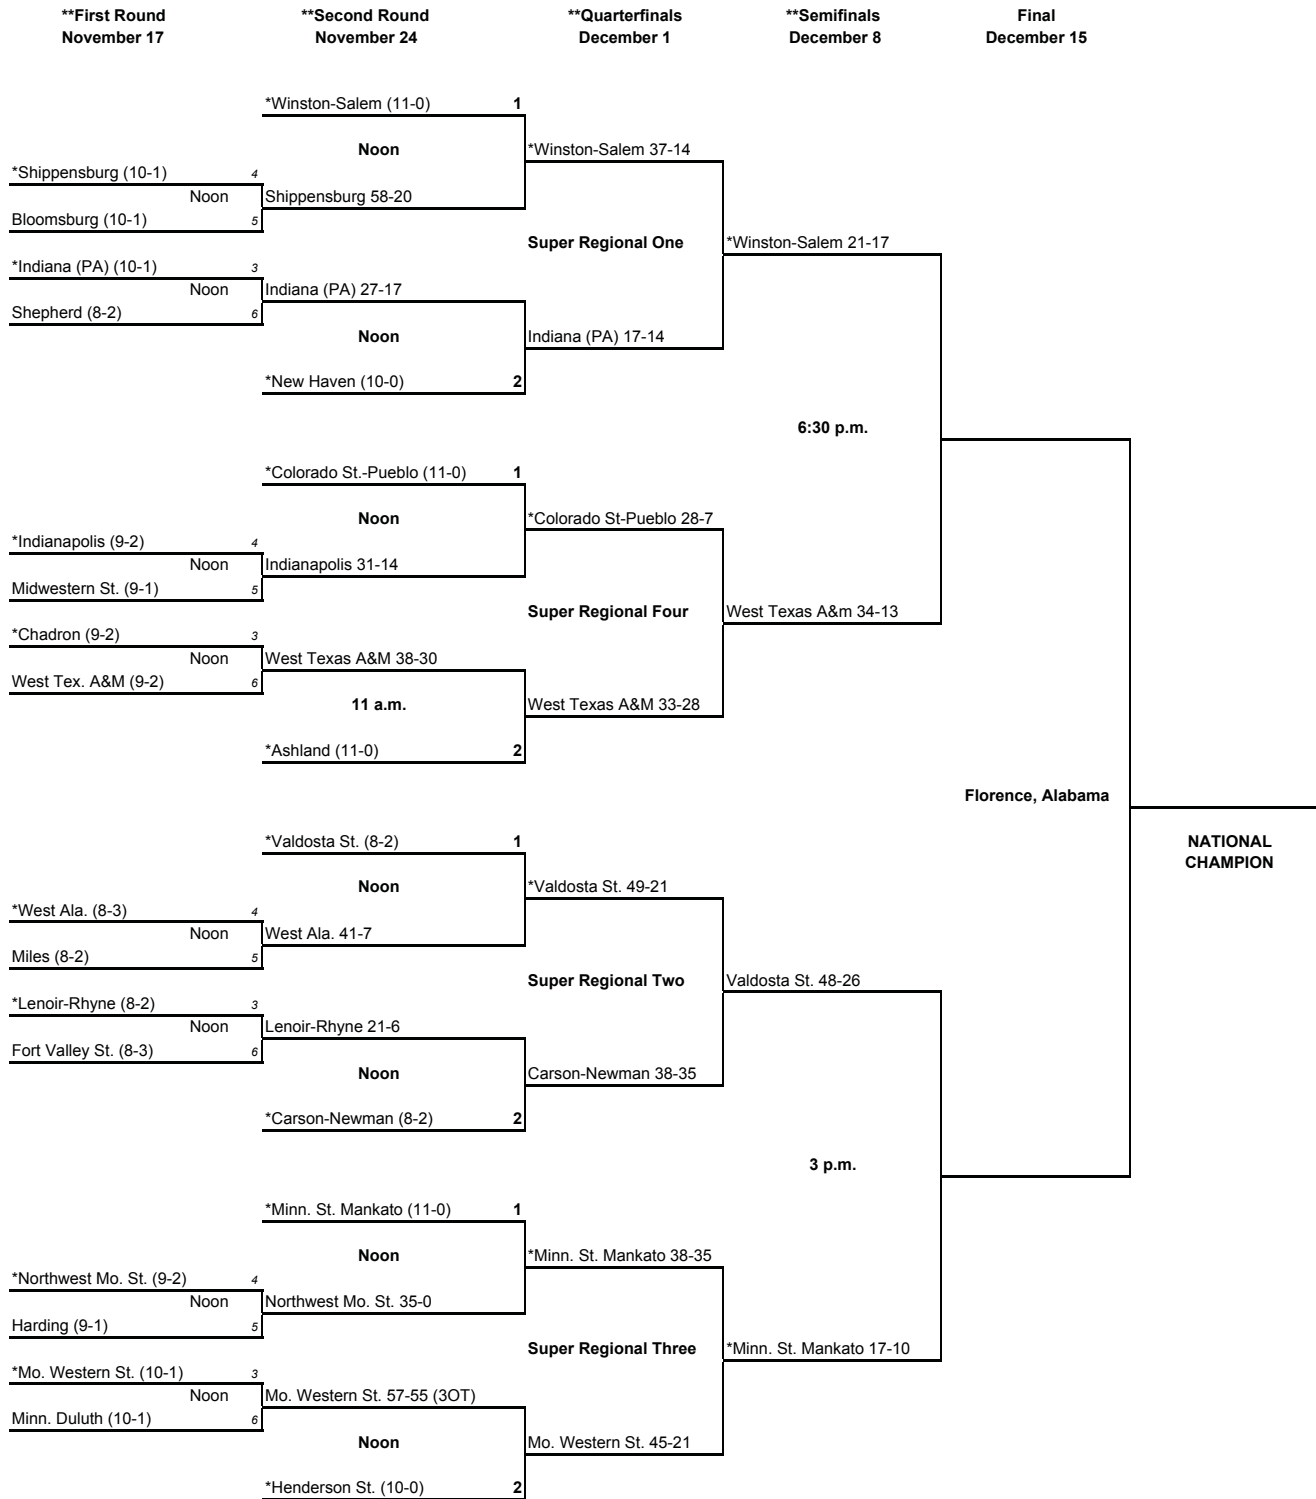 **First Round
November 17
**Second Round
November 24
**Quarterfinals
December 1
**Semifinals
December 8
Final
December 15
*Winston-Salem (11-0) 1
Noon
*Winston-Salem 37-14
*Shippensburg (10-1) 4
Noon
Shippensburg 58-20
Bloomsburg (10-1) 5
Super Regional One
*Winston-Salem 21-17
*Indiana (PA) (10-1) 3
Noon
Indiana (PA) 27-17
Shepherd (8-2) 6
Noon
Indiana (PA) 17-14
*New Haven (10-0) 2
6:30 p.m.
*Colorado St.-Pueblo (11-0) 1
Noon
*Colorado St-Pueblo 28-7
*Indianapolis (9-2) 4
Noon
Indianapolis 31-14
Midwestern St. (9-1) 5
Super Regional Four
West Texas A&m 34-13
*Chadron (9-2) 3
Noon
West Texas A&M 38-30
West Tex. A&M (9-2) 6
11 a.m.
West Texas A&M 33-28
*Ashland (11-0) 2
Florence, Alabama
NATIONAL
CHAMPION
*Valdosta St. (8-2) 1
Noon
*Valdosta St. 49-21
*West Ala. (8-3) 4
Noon
West Ala. 41-7
Miles (8-2) 5
Super Regional Two
Valdosta St. 48-26
*Lenoir-Rhyne (8-2) 3
Noon
Lenoir-Rhyne 21-6
Fort Valley St. (8-3) 6
Noon
Carson-Newman 38-35
*Carson-Newman (8-2) 2
3 p.m.
*Minn. St. Mankato (11-0) 1
Noon
*Minn. St. Mankato 38-35
*Northwest Mo. St. (9-2) 4
Noon
Northwest Mo. St. 35-0
Harding (9-1) 5
Super Regional Three
*Minn. St. Mankato 17-10
*Mo. Western St. (10-1) 3
Noon
Mo. Western St. 57-55 (3OT)
Minn. Duluth (10-1) 6
Noon
Mo. Western St. 45-21
*Henderson St. (10-0) 2